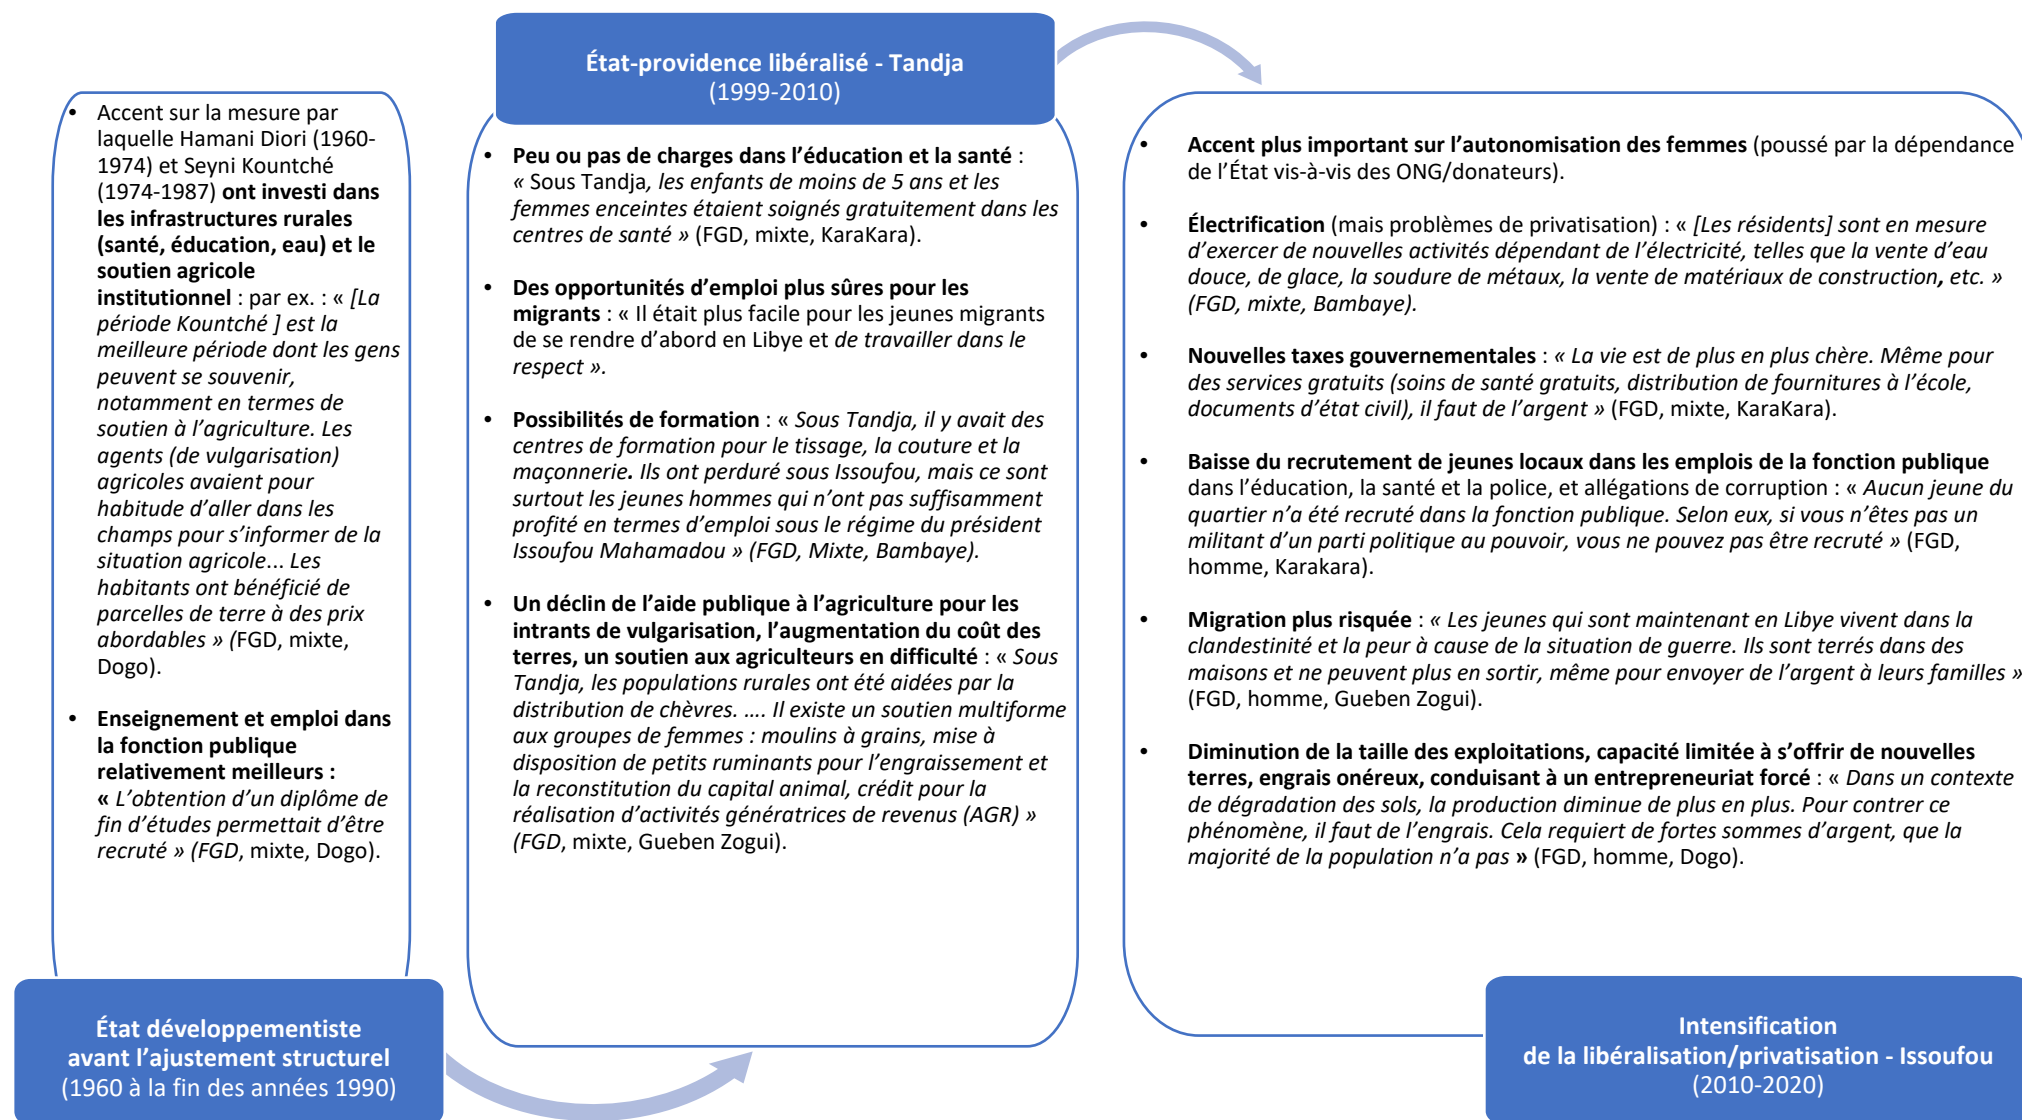 • Accent sur la mesure par
laquelle Hamani Diori (1960-
1974) et Seyni Kountché
(1974-1987) ont investi dans
les infrastructures rurales
(santé, éducation, eau) et le
soutien agricole
institutionnel : par ex. : « [La
période Kountché ] est la
meilleure période dont les gens
peuvent se souvenir,
notamment en termes de
soutien à l’agriculture. Les
agents (de vulgarisation)
agricoles avaient pour
habitude d’aller dans les
champs pour s’informer de la
situation agricole... Les
habitants ont bénéficié de
parcelles de terre à des prix
abordables » (FGD, mixte,
Dogo).
• Enseignement et emploi dans
la fonction publique
relativement meilleurs :
« L’obtention d’un diplôme de
fin d’études permettait d’être
recruté » (FGD, mixte, Dogo).
État développementiste
avant l’ajustement structurel
(1960 à la fin des années 1990)
État-providence libéralisé - Tandja
(1999-2010)
• Peu ou pas de charges dans l’éducation et la santé :
« Sous Tandja, les enfants de moins de 5 ans et les
femmes enceintes étaient soignés gratuitement dans les
centres de santé » (FGD, mixte, KaraKara).
• Des opportunités d’emploi plus sûres pour les
migrants : « Il était plus facile pour les jeunes migrants
de se rendre d’abord en Libye et de travailler dans le
respect ».
• Possibilités de formation : « Sous Tandja, il y avait des
centres de formation pour le tissage, la couture et la
maçonnerie. Ils ont perduré sous Issoufou, mais ce sont
surtout les jeunes hommes qui n’ont pas suffisamment
profité en termes d’emploi sous le régime du président
Issoufou Mahamadou » (FGD, Mixte, Bambaye).
• Un déclin de l’aide publique à l’agriculture pour les
intrants de vulgarisation, l’augmentation du coût des
terres, un soutien aux agriculteurs en difficulté : « Sous
Tandja, les populations rurales ont été aidées par la
distribution de chèvres. .... Il existe un soutien multiforme
aux groupes de femmes : moulins à grains, mise à
disposition de petits ruminants pour l’engraissement et
la reconstitution du capital animal, crédit pour la
réalisation d’activités génératrices de revenus (AGR) »
(FGD, mixte, Gueben Zogui).
• Accent plus important sur l’autonomisation des femmes (poussé par la dépendance
de l’État vis-à-vis des ONG/donateurs).
• Électrification (mais problèmes de privatisation) : « [Les résidents] sont en mesure
d’exercer de nouvelles activités dépendant de l’électricité, telles que la vente d’eau
douce, de glace, la soudure de métaux, la vente de matériaux de construction, etc. »
(FGD, mixte, Bambaye).
• Nouvelles taxes gouvernementales : « La vie est de plus en plus chère. Même pour
des services gratuits (soins de santé gratuits, distribution de fournitures à l’école,
documents d’état civil), il faut de l’argent » (FGD, mixte, KaraKara).
• Baisse du recrutement de jeunes locaux dans les emplois de la fonction publique
dans l’éducation, la santé et la police, et allégations de corruption : « Aucun jeune du
quartier n’a été recruté dans la fonction publique. Selon eux, si vous n’êtes pas un
militant d’un parti politique au pouvoir, vous ne pouvez pas être recruté » (FGD,
homme, Karakara).
• Migration plus risquée : « Les jeunes qui sont maintenant en Libye vivent dans la
clandestinité et la peur à cause de la situation de guerre. Ils sont terrés dans des
maisons et ne peuvent plus en sortir, même pour envoyer de l’argent à leurs familles »
(FGD, homme, Gueben Zogui).
• Diminution de la taille des exploitations, capacité limitée à s’offrir de nouvelles
terres, engrais onéreux, conduisant à un entrepreneuriat forcé : « Dans un contexte
de dégradation des sols, la production diminue de plus en plus. Pour contrer ce
phénomène, il faut de l’engrais. Cela requiert de fortes sommes d’argent, que la
majorité de la population n’a pas » (FGD, homme, Dogo).
Intensification
de la libéralisation/privatisation - Issoufou
(2010-2020)